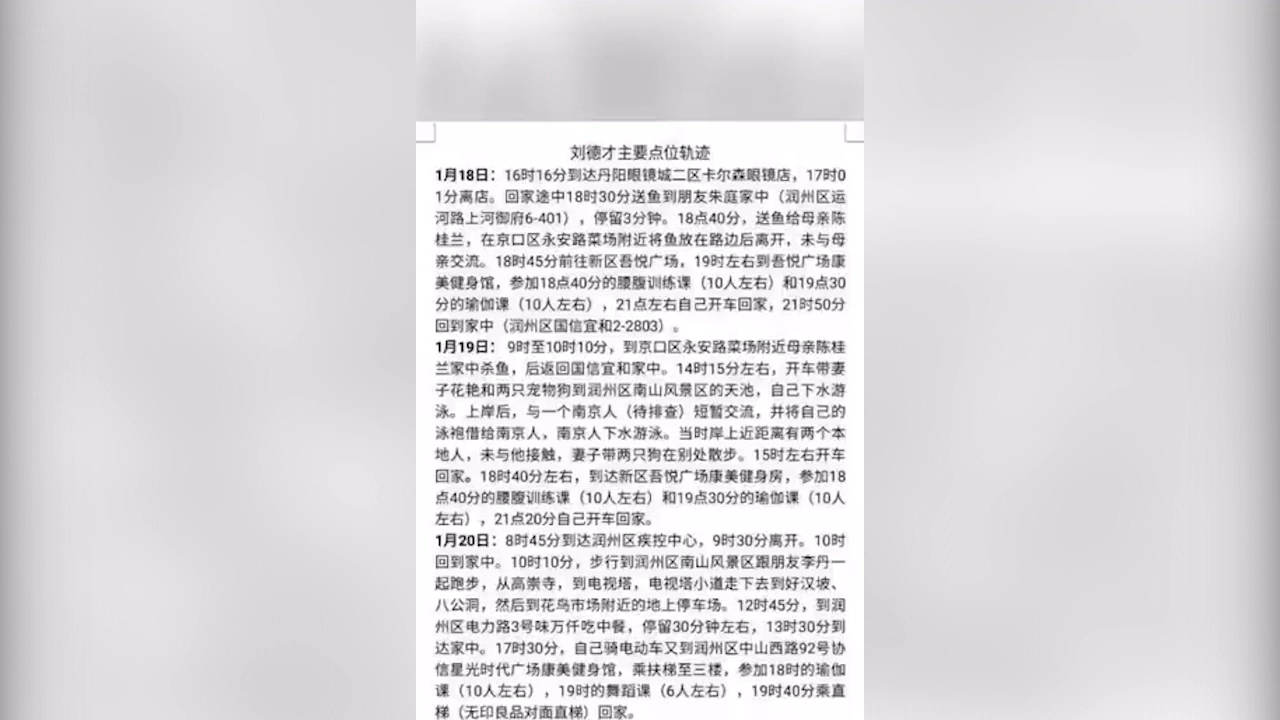 刘德才主要点位轨迹
1月18日：16时16分到达丹阳眼镜城二区卡尔森眼镜店，17时0
1分离店。回家途中18时30分送鱼到朋友朱庭家中（润州区运
河路上河御府6-401），停留3分钟。18点40分，送鱼给母亲陈
桂兰，在京口区永安路菜场附近将鱼放在路边后离开，未与母
亲交流。18时45分前往新区吾悦广场，19时左右到吾悦广场康
美健身馆，参加18点40分的腰腹训练课（10人左右）和19点30
分的瑜伽课（10人左右），21点左右自己开车回家，21时50分
回到家中（润州区国信宜和2-2803）。
1月19日： 9时至10时10分，到京口区永安路菜场附近母亲陈桂
兰家中杀鱼，后返回国信宜和家中。14时15分左右，开车带妻
子花艳和两只宠物狗到润州区南山风景区的天池，自己下水游
泳。上岸后，与一个南京人（待排查）短暂交流，并将自己的
泳袍借给南京人，南京人下水游泳。当时岸上近距离有两个本
地人，未与他接触，妻子带两只狗在别处散步。15时左右开车
回家。18时40分左右，到达新区吾悦广场康美健身房，参加18
点40分的腰腹训练课（10人左右）和19点30分的瑜伽课（10人
左右），21点20分自己开车回家。
1月20日：8时45分到达润州区疾控中心，9时30分离开。10时
回到家中。10时10分，步行到润州区南山风景区跟朋友李丹一
起跑步，从高崇寺，到电视塔，电视塔小道走下去到好汉坡、
八公洞，然后到花鸟市场附近的地上停车场。12时45分，到润
州区电力路3号味万仟吃中餐，停留30分钟左右，13时30分到
达家中。17时30分，自己骑电动车又到润州区中山西路92号协
信星光时代广场康美健身馆，乘扶梯至三楼，参加18时的瑜伽
课（10人左右），19时的舞蹈课（6人左右），19时40分乘直
梯（无印良品对面直梯）回家。